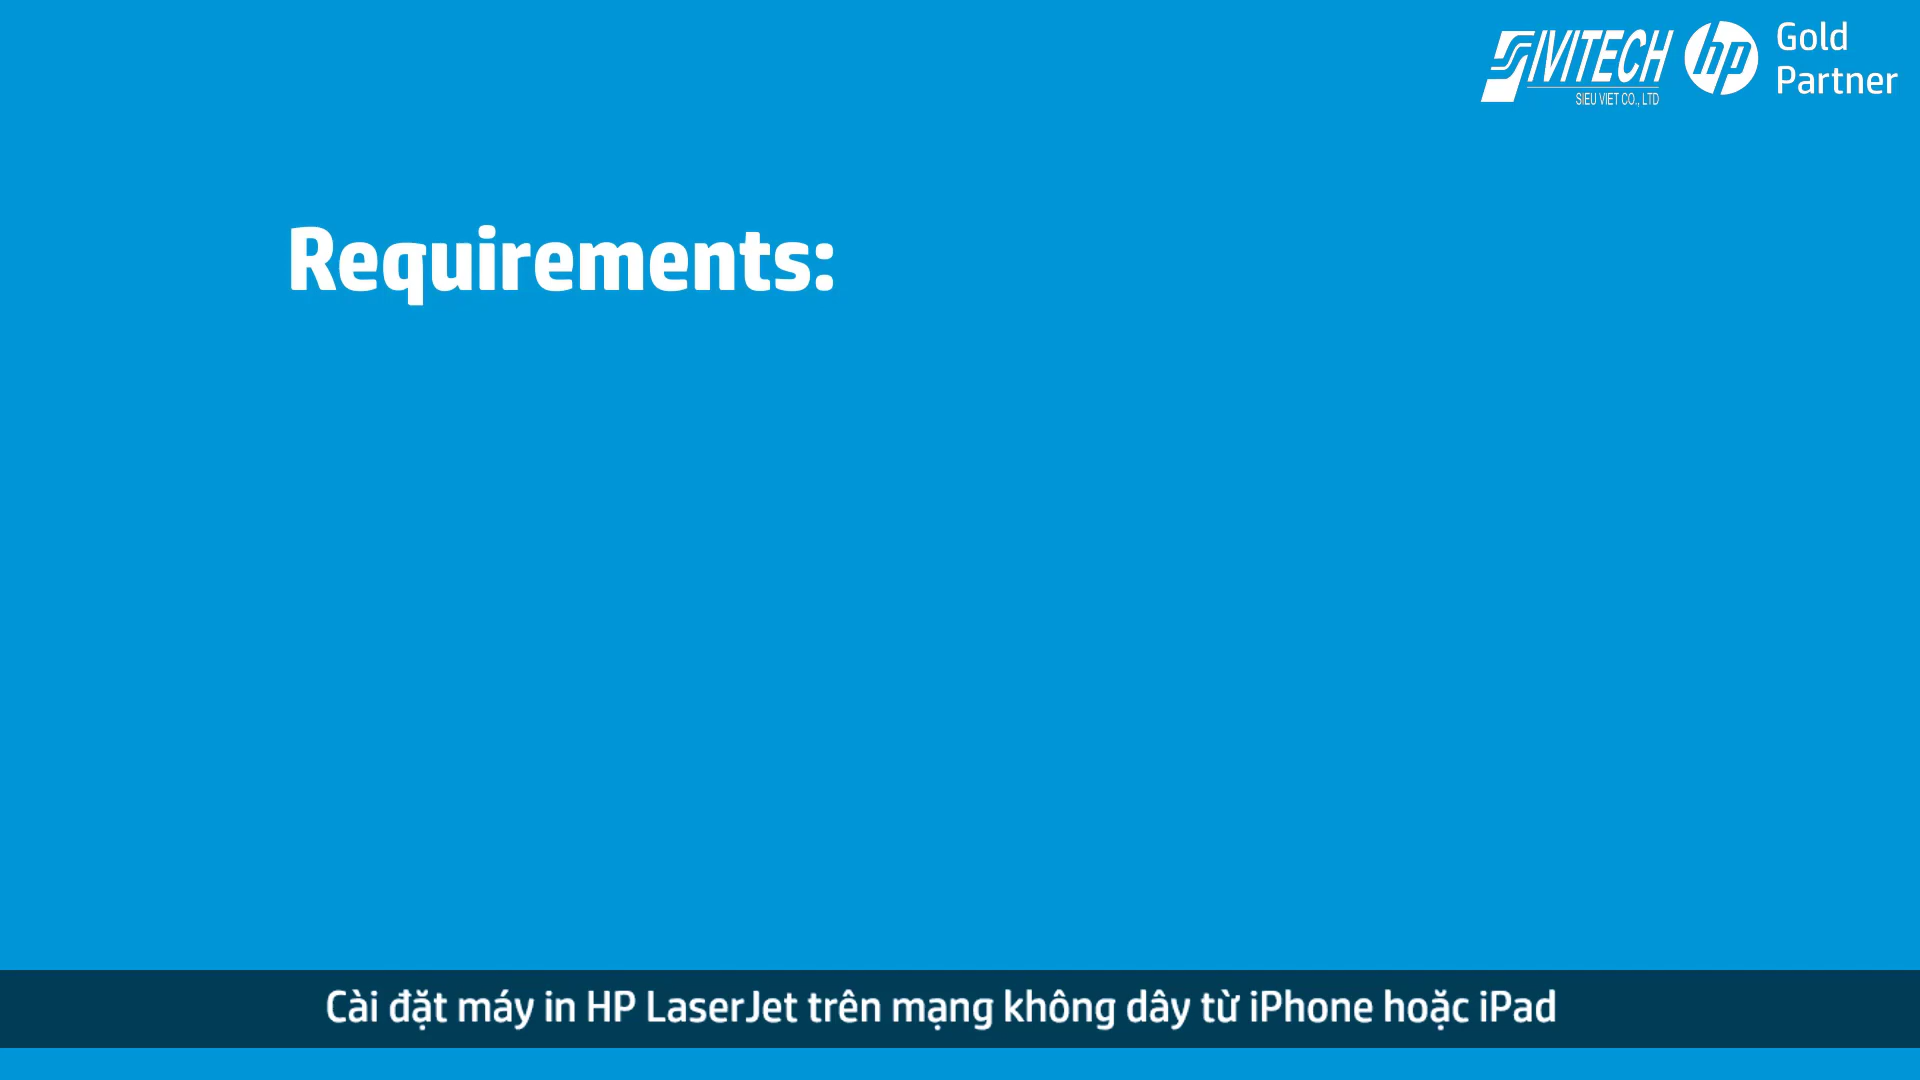 SIVITECH
SIEU VIET CO., LTD
hp
Gold
Partner
Requirements:
Cài đặt máy in HP LaserJet trên mạng không dây từ iPhone hoặc iPad